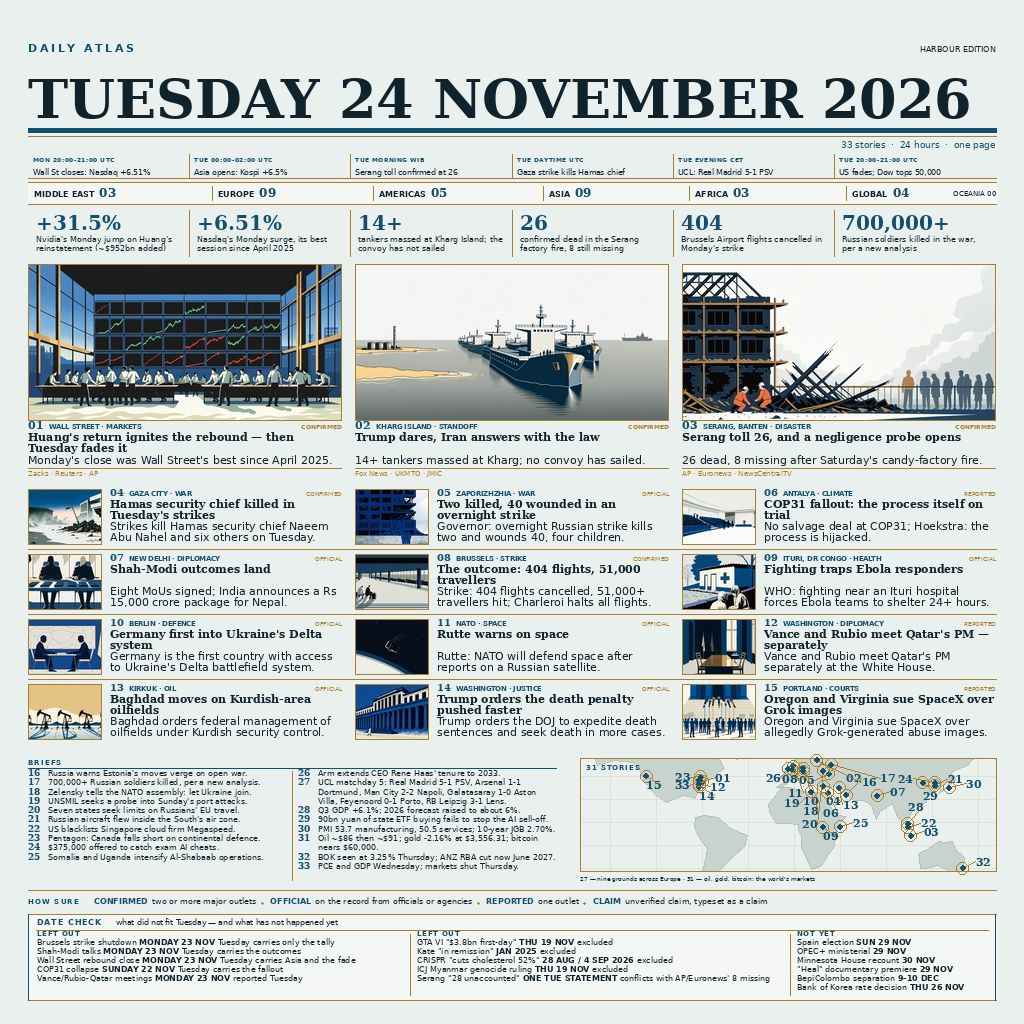 DAILY ATLAS
HARBOUR EDITION
TUESDAY 24 NOVEMBER 2026
33 stories · 24 hours · one page
MON 20:00-21:00 UTC
Wall St closes: Nasdaq +6.51%
TUE 00:00-02:00 UTC
Asia opens: Kospi +6.5%
TUE MORNING WIB
Serang toll confirmed at 26
TUE DAYTIME UTC
Gaza strike kills Hamas chief
TUE EVENING CET
UCL: Real Madrid 5-1 PSV
TUE 20:00-21:00 UTC
US fades; Dow tops 50,000
MIDDLE EAST 03
EUROPE 09
AMERICAS 05
ASIA 09
AFRICA 03
GLOBAL 04
OCEANIA 00
+31.5%
Nvidia's Monday jump on Huang's
reinstatement (~$952bn added)
+6.51%
Nasdaq's Monday surge, its best
session since April 2025
14+
tankers massed at Kharg Island; the
convoy has not sailed
26
confirmed dead in the Serang
factory fire, 8 still missing
404
Brussels Airport flights cancelled in
Monday's strike
700,000+
Russian soldiers killed in the war,
per a new analysis
01 WALL STREET · MARKETS
CONFIRMED
Huang's return ignites the rebound — then
Tuesday fades it
Monday's close was Wall Street's best since April 2025.
Zacks · Reuters · AP
02 KHARG ISLAND · STANDOFF
CONFIRMED
Trump dares, Iran answers with the law
14+ tankers massed at Kharg; no convoy has sailed.
Fox News · UKMTO · JMIC
03 SERANG, BANTEN · DISASTER
CONFIRMED
Serang toll 26, and a negligence probe opens
26 dead, 8 missing after Saturday's candy-factory fire.
AP · Euronews · NewsCentralTV
04 GAZA CITY · WAR
CONFIRMED
Hamas security chief killed in
Tuesday's strikes
Strikes kill Hamas security chief Naeem
Abu Nahel and six others on Tuesday.
05 ZAPORIZHZHIA · WAR
OFFICIAL
Two killed, 40 wounded in an
overnight strike
Governor: overnight Russian strike kills
two and wounds 40, four children.
06 ANTALYA · CLIMATE
REPORTED
COP31 fallout: the process itself on
trial
No salvage deal at COP31; Hoekstra: the
process is hijacked.
07 NEW DELHI · DIPLOMACY
OFFICIAL
Shah-Modi outcomes land
Eight MoUs signed; India announces a Rs
15,000 crore package for Nepal.
08 BRUSSELS · STRIKE
CONFIRMED
The outcome: 404 flights, 51,000
travellers
Strike: 404 flights cancelled, 51,000+
travellers hit; Charleroi halts all flights.
09 ITURI, DR CONGO · HEALTH
OFFICIAL
Fighting traps Ebola responders
WHO: fighting near an Ituri hospital
forces Ebola teams to shelter 24+ hours.
10 BERLIN · DEFENCE
OFFICIAL
Germany first into Ukraine's Delta
system
Germany is the first country with access
to Ukraine's Delta battlefield system.
11 NATO · SPACE
OFFICIAL
Rutte warns on space
Rutte: NATO will defend space after
reports on a Russian satellite.
12 WASHINGTON · DIPLOMACY
REPORTED
Vance and Rubio meet Qatar's PM —
separately
Vance and Rubio meet Qatar's PM
separately at the White House.
13 KIRKUK · OIL
OFFICIAL
Baghdad moves on Kurdish-area
oilfields
Baghdad orders federal management of
oilfields under Kurdish security control.
14 WASHINGTON · JUSTICE
OFFICIAL
Trump orders the death penalty
pushed faster
Trump orders the DOJ to expedite death
sentences and seek death in more cases.
15 PORTLAND · COURTS
REPORTED
Oregon and Virginia sue SpaceX over
Grok images
Oregon and Virginia sue SpaceX over
allegedly Grok-generated abuse images.
BRIEFS
16 Russia warns Estonia's moves verge on open war.
17 700,000+ Russian soldiers killed, per a new analysis.
18 Zelensky tells the NATO assembly: let Ukraine join.
19 UNSMIL seeks a probe into Sunday's port attacks.
20 Seven states seek limits on Russians' EU travel.
21 Russian aircraft flew inside the South's air zone.
22 US blacklists Singapore cloud firm Megaspeed.
23 Pentagon: Canada falls short on continental defence.
24 $375,000 offered to catch exam AI cheats.
25 Somalia and Uganda intensify Al-Shabaab operations.
26 Arm extends CEO Rene Haas' tenure to 2033.
27 UCL matchday 5: Real Madrid 5-1 PSV, Arsenal 1-1
Dortmund, Man City 2-2 Napoli, Galatasaray 1-0 Aston
Villa, Feyenoord 0-1 Porto, RB Leipzig 3-1 Lens.
28 Q3 GDP +6.1%; 2026 forecast raised to about 6%.
29 90bn yuan of state ETF buying fails to stop the AI sell-off.
30 PMI 53.7 manufacturing, 50.5 services; 10-year JGB 2.70%.
31 Oil ~$86 then ~$91; gold -2.16% at $3,556.31; bitcoin
nears $60,000.
32 BOK seen at 3.25% Thursday; ANZ RBA cut now June 2027.
33 PCE and GDP Wednesday; markets shut Thursday.
31 STORIES
15 23 33 01 12 14
26 08 05 02 16 17 24 21 30
11 19 10 04 13 07 29
18 06 28
20 09 25 22 03
32
27 — nine grounds across Europe · 31 — oil, gold, bitcoin: the world's markets
HOW SURE CONFIRMED two or more major outlets OFFICIAL on the record from officials or agencies REPORTED one outlet CLAIM unverified claim, typeset as a claim
DATE CHECK what did not fit Tuesday — and what has not happened yet
LEFT OUT
Brussels strike shutdown MONDAY 23 NOV Tuesday carries only the tally
Shah-Modi talks MONDAY 23 NOV Tuesday carries the outcomes
Wall Street rebound close MONDAY 23 NOV Tuesday carries Asia and the fade
COP31 collapse SUNDAY 22 NOV Tuesday carries the fallout
Vance/Rubio-Qatar meetings MONDAY 23 NOV reported Tuesday
LEFT OUT
GTA VI "$3.8bn first-day" THU 19 NOV excluded
Kate "in remission" JAN 2025 excluded
CRISPR "cuts cholesterol 52%" 28 AUG / 4 SEP 2026 excluded
ICJ Myanmar genocide ruling THU 19 NOV excluded
Serang "28 unaccounted" ONE TUE STATEMENT conflicts with AP/Euronews' 8 missing
NOT YET
Spain election SUN 29 NOV
OPEC+ ministerial 29 NOV
Minnesota House recount 30 NOV
"Heal" documentary premiere 29 NOV
BepiColombo separation 9-10 DEC
Bank of Korea rate decision THU 26 NOV